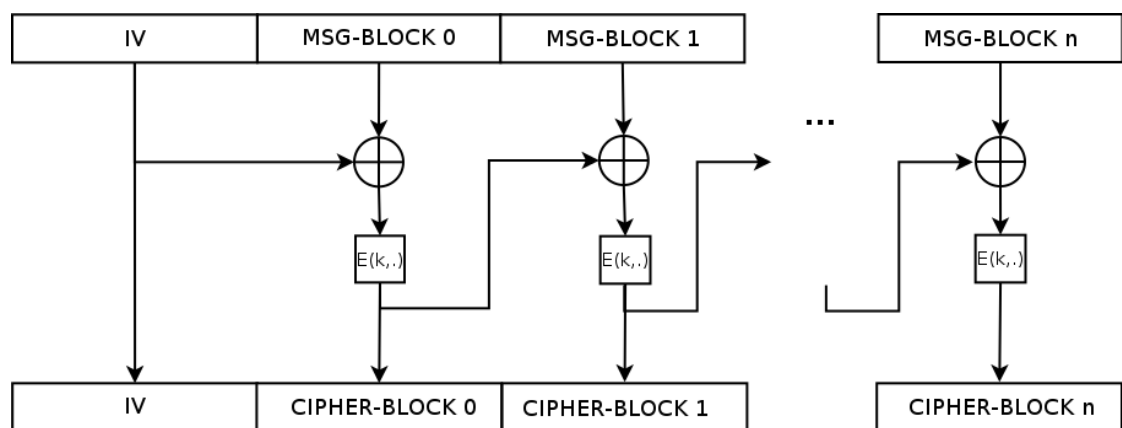 IV MSG-BLOCK 0 MSG-BLOCK 1 MSG-BLOCK n
...
E(k,.) E(k,.) E(k,.)
IV CIPHER-BLOCK 0 CIPHER-BLOCK 1 CIPHER-BLOCK n